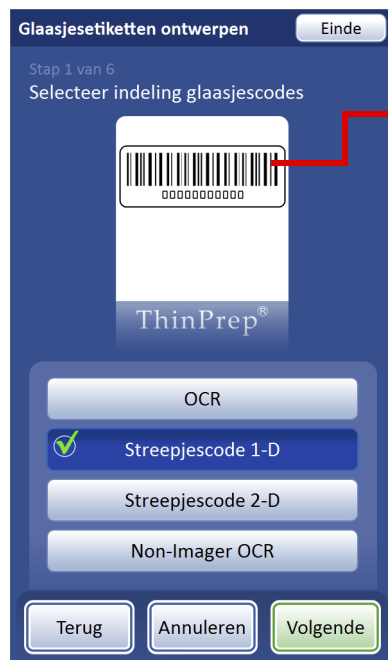 Glaasjesetiketten ontwerpen Einde
Stap 1 van 6
Selecteer indeling glaasjescodes
00000000000
ThinPrep®
OCR
Streepjescode 1-D
Streepjescode 2-D
Non-Imager OCR
Terug Annuleren Volgende